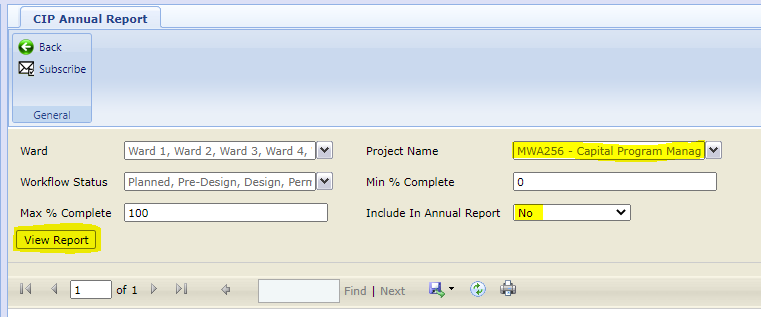 CIP Annual Report
Back
Subscribe
General
Ward Ward 1, Ward 2, Ward 3, Ward 4, Project Name MWA256 - Capital Program Manag
Workflow Status Planned, Pre-Design, Design, Perm Min % Complete 0
Max % Complete 100 Include In Annual Report No
View Report
1 of 1 Find | Next